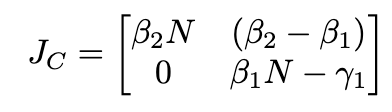 J_C = \begin{bmatrix} \beta_2 N & (\beta_2 - \beta_1) \\ 0 & \beta_1 N - \gamma_1 \end{bmatrix}